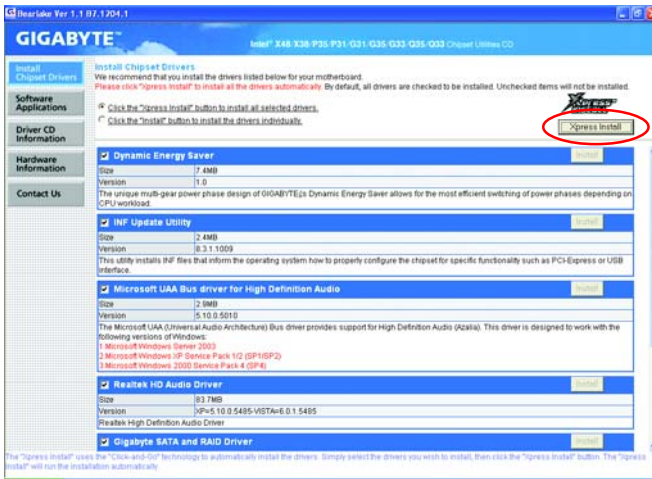 Bearlake Ver 1.1 B7.1204.1
GIGABYTE™
Intel® X48/X38/P35/P31/G31/G35/G33/Q35/Q33 Chipset Utilities CD
Install
Chipset Drivers
Software
Applications
Driver CD
Information
Hardware
Information
Contact Us
Install Chipset Drivers
We recommend that you install the drivers listed below for your motherboard.
Please click "Xpress Install" to install all the drivers automatically. By default, all drivers are checked to be installed. Unchecked items will not be installed.
Click the "Xpress Install" button to install all selected drivers.
Click the "Install" button to install the drivers individually.
Xpress
Xpress Install
Dynamic Energy Saver
Install
Size 7.4MB
Version 1.0
The unique multi-gear power phase design of GIGABYTE¡¦s Dynamic Energy Saver allows for the most efficient switching of power phases depending on
CPU workload.
INF Update Utility
Install
Size 2.4MB
Version 8.3.1.1009
This utility installs INF files that inform the operating system how to properly configure the chipset for specific functionality such as PCI-Express or USB
interface.
Microsoft UAA Bus driver for High Definition Audio
Install
Size 2.9MB
Version 5.10.0.5010
The Microsoft UAA (Universal Audio Architecture) Bus driver provides support for High Definition Audio (Azalia). This driver is designed to work with the
following versions of Windows:
1.Microsoft Windows Server 2003
2.Microsoft Windows XP Service Pack 1/2 (SP1/SP2)
3.Microsoft Windows 2000 Service Pack 4 (SP4)
Realtek HD Audio Driver
Install
Size 83.7MB
Version XP=5.10.0.5485-VISTA=6.0.1.5485
Realtek High Definition Audio Driver
Gigabyte SATA and RAID Driver
Install
The "Xpress Install" uses the "Click-and-Go" technology to automatically install the drivers. Simply select the drivers you wish to install, then click the "Xpress Install" button. The "Xpress
Install" will run the installation automatically